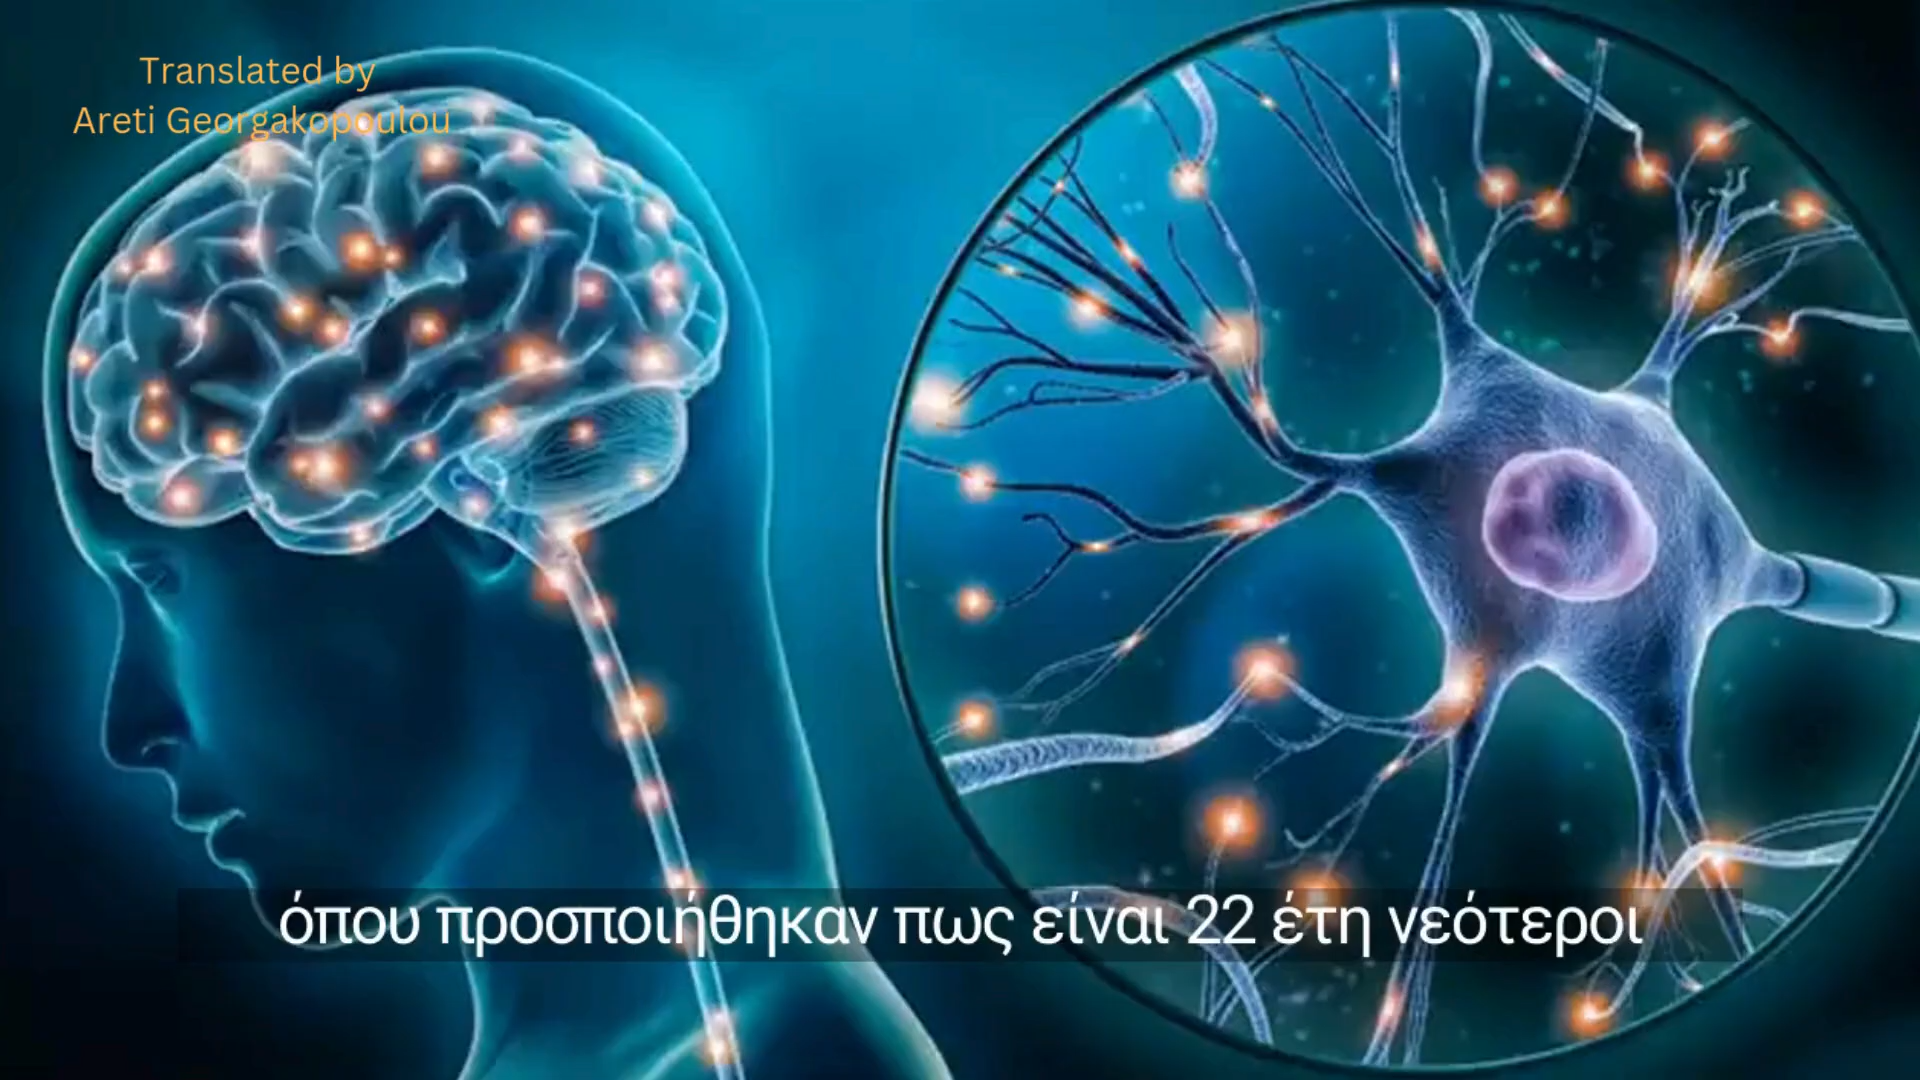 Translated by
Areti Georgakopoulou
όπου προσποιήθηκαν πως είναι 22 έτη νεότεροι